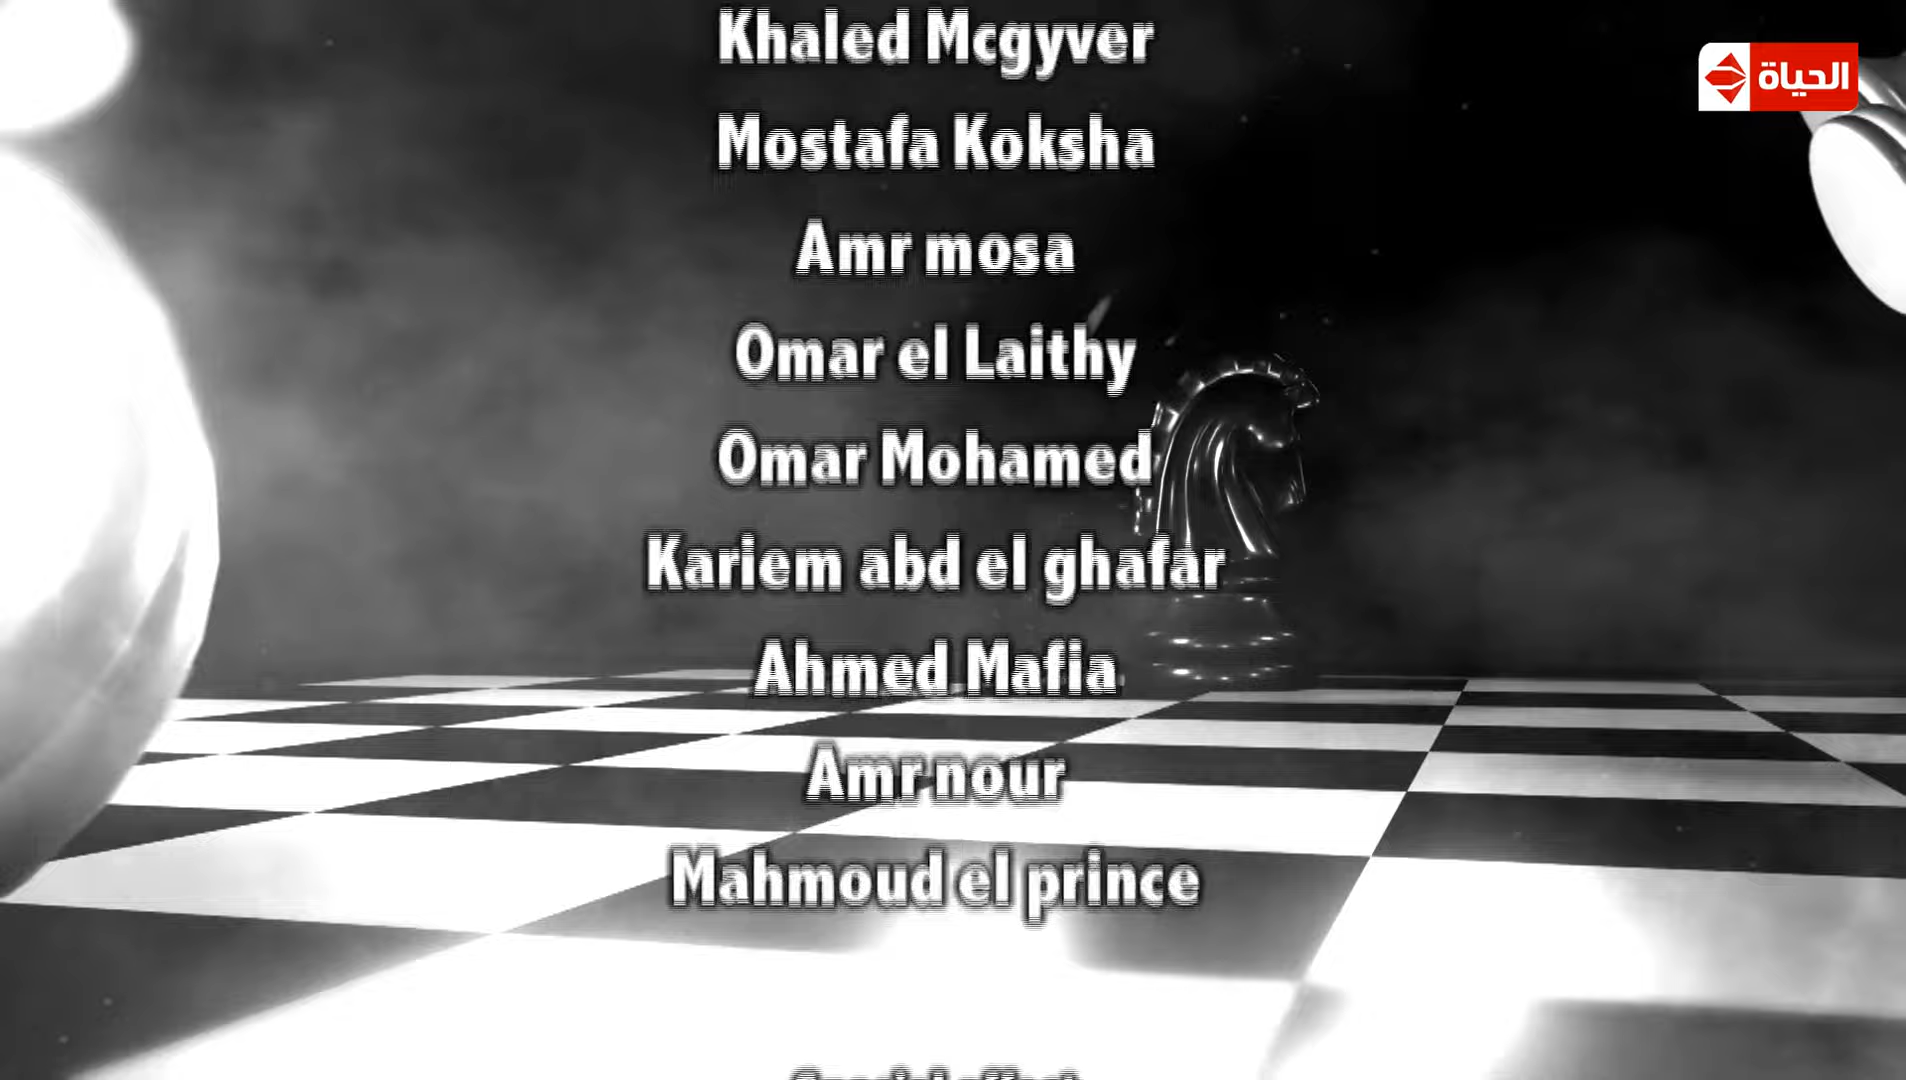 Khaled Mcgyver
الحياة
Mostafa Koksha
Amr mosa
Omar el Laithy
Omar Mohamed
Kariem abd el ghafar
Ahmed Mafia
Amr nour
Mahmoud el prince